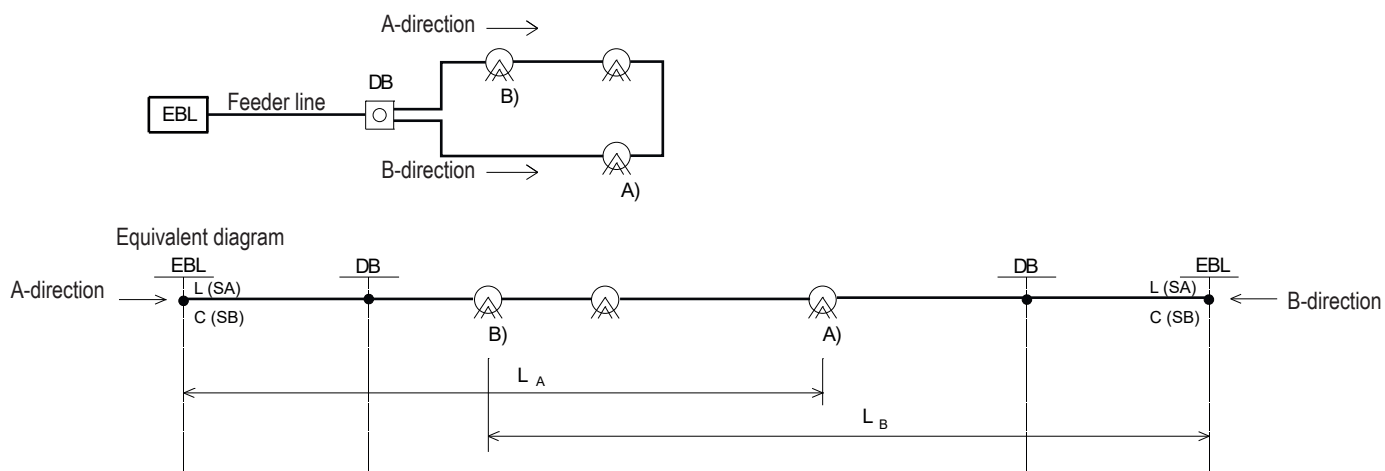 A-direction
DB
B)
EBL
Feeder line
B-direction
A)
Equivalent diagram
EBL
DB
DB
EBL
A-direction
L (SA)
L (SA)
B-direction
C (SB)
C (SB)
B)
A)
L A
L B